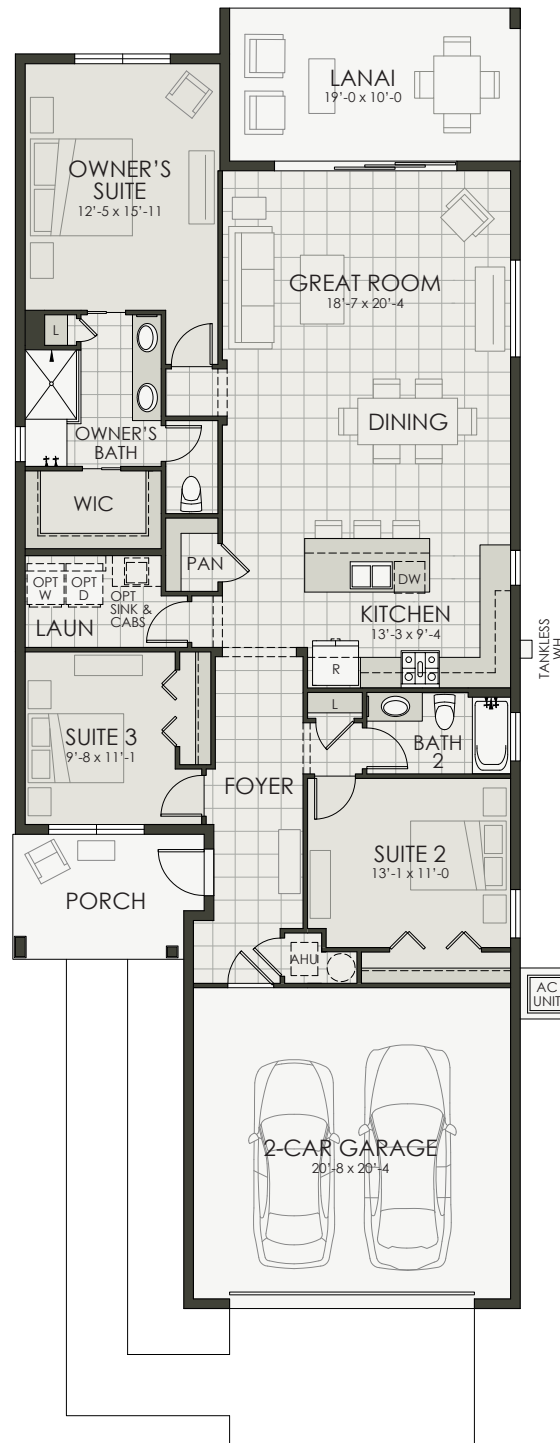 LANAI
19'-0 x 10'-0
OWNER'S
SUITE
12'-5 x 15'-11
GREAT ROOM
18'-7 x 20'-4
L
DINING
OWNER'S
BATH
WIC
PAN
OPT
W
OPT
D
OPT
SINK &
CABS
LAUN
DW
KITCHEN
13'-3 x 9'-4
R
TANKLESS
WH
L
SUITE 3
9'-8 x 11'-1
BATH
2
FOYER
SUITE 2
13'-1 x 11'-0
PORCH
AHU
AC
UNIT
2-CAR GARAGE
20'-8 x 20'-4